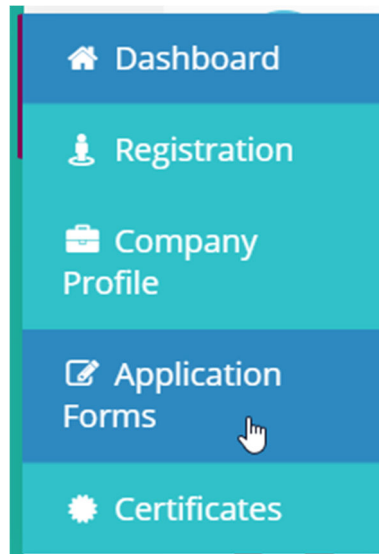 Dashboard
Registration
Company
Profile
Application
Forms
Certificates